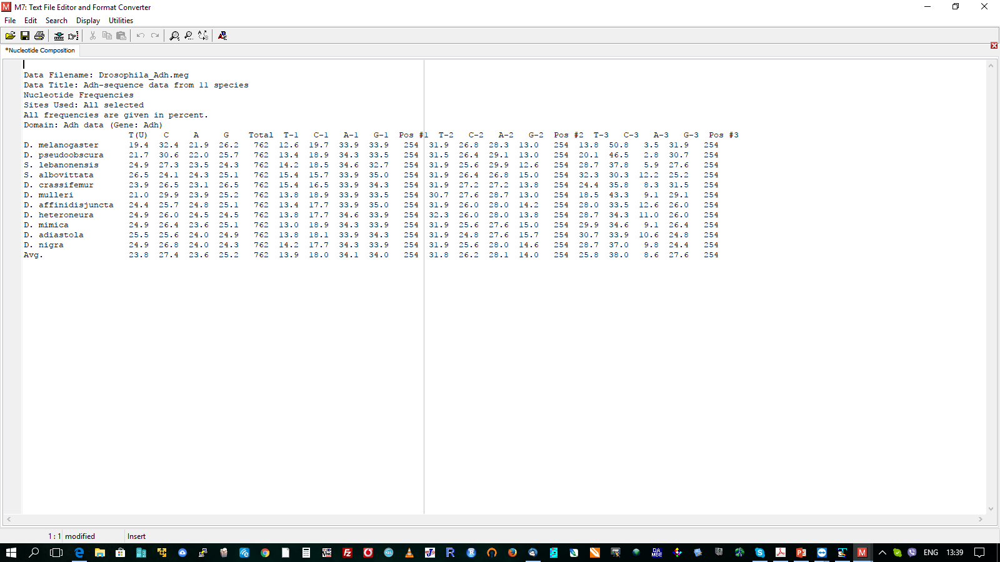 M7: Text File Editor and Format Converter
File Edit Search Display Utilities
*Nucleotide Composition
Data Filename: Drosophila_Adh.meg
Data Title: Adh-sequence data from 11 species
Nucleotide Frequencies
Sites Used: All selected
All frequencies are given in percent.
Domain: Adh data (Gene: Adh)
T(U) C A G Total T-1 C-1 A-1 G-1 Pos #1 T-2 C-2 A-2 G-2 Pos #2 T-3 C-3 A-3 G-3 Pos #3
D. melanogaster 19.4 32.4 21.9 26.2 762 12.6 19.7 33.9 33.9 254 31.9 26.8 28.3 13.0 254 13.8 50.8 3.5 31.9 254
D. pseudoobscura 21.7 30.6 22.0 25.7 762 13.4 18.9 34.3 33.5 254 31.5 26.4 29.1 13.0 254 20.1 46.5 2.8 30.7 254
S. lebanonensis 24.9 27.3 23.5 24.3 762 14.2 18.5 34.6 32.7 254 31.9 25.6 29.9 12.6 254 28.7 37.8 5.9 27.6 254
S. albovittata 26.5 24.1 24.3 25.1 762 15.4 15.7 33.9 35.0 254 31.9 26.4 26.8 15.0 254 32.3 30.3 12.2 25.2 254
D. crassifemur 23.9 26.5 23.1 26.5 762 15.4 16.5 33.9 34.3 254 31.9 27.2 27.2 13.8 254 24.4 35.8 8.3 31.5 254
D. mulleri 21.0 29.9 23.9 25.2 762 13.8 18.9 33.9 33.5 254 30.7 27.6 28.7 13.0 254 18.5 43.3 9.1 29.1 254
D. affinidisjuncta 24.4 25.7 24.8 25.1 762 13.4 17.7 33.9 35.0 254 31.9 26.0 28.0 14.2 254 28.0 33.5 12.6 26.0 254
D. heteroneura 24.9 26.0 24.5 24.5 762 13.8 17.7 34.6 33.9 254 32.3 26.0 28.0 13.8 254 28.7 34.3 11.0 26.0 254
D. mimica 24.9 26.4 23.6 25.1 762 13.0 18.9 34.3 33.9 254 31.9 25.6 27.6 15.0 254 29.9 34.6 9.1 26.4 254
D. adiastola 25.5 25.6 24.0 24.9 762 13.8 18.1 33.9 34.3 254 31.9 24.8 27.6 15.7 254 30.7 33.9 10.6 24.8 254
D. nigra 24.9 26.8 24.0 24.3 762 14.2 17.7 34.3 33.9 254 31.9 25.6 28.0 14.6 254 28.7 37.0 9.8 24.4 254
Avg. 23.8 27.4 23.6 25.2 762 13.9 18.0 34.1 34.0 254 31.8 26.2 28.1 14.0 254 25.8 38.0 8.6 27.6 254
1: 1 modified Insert
ENG 13:39